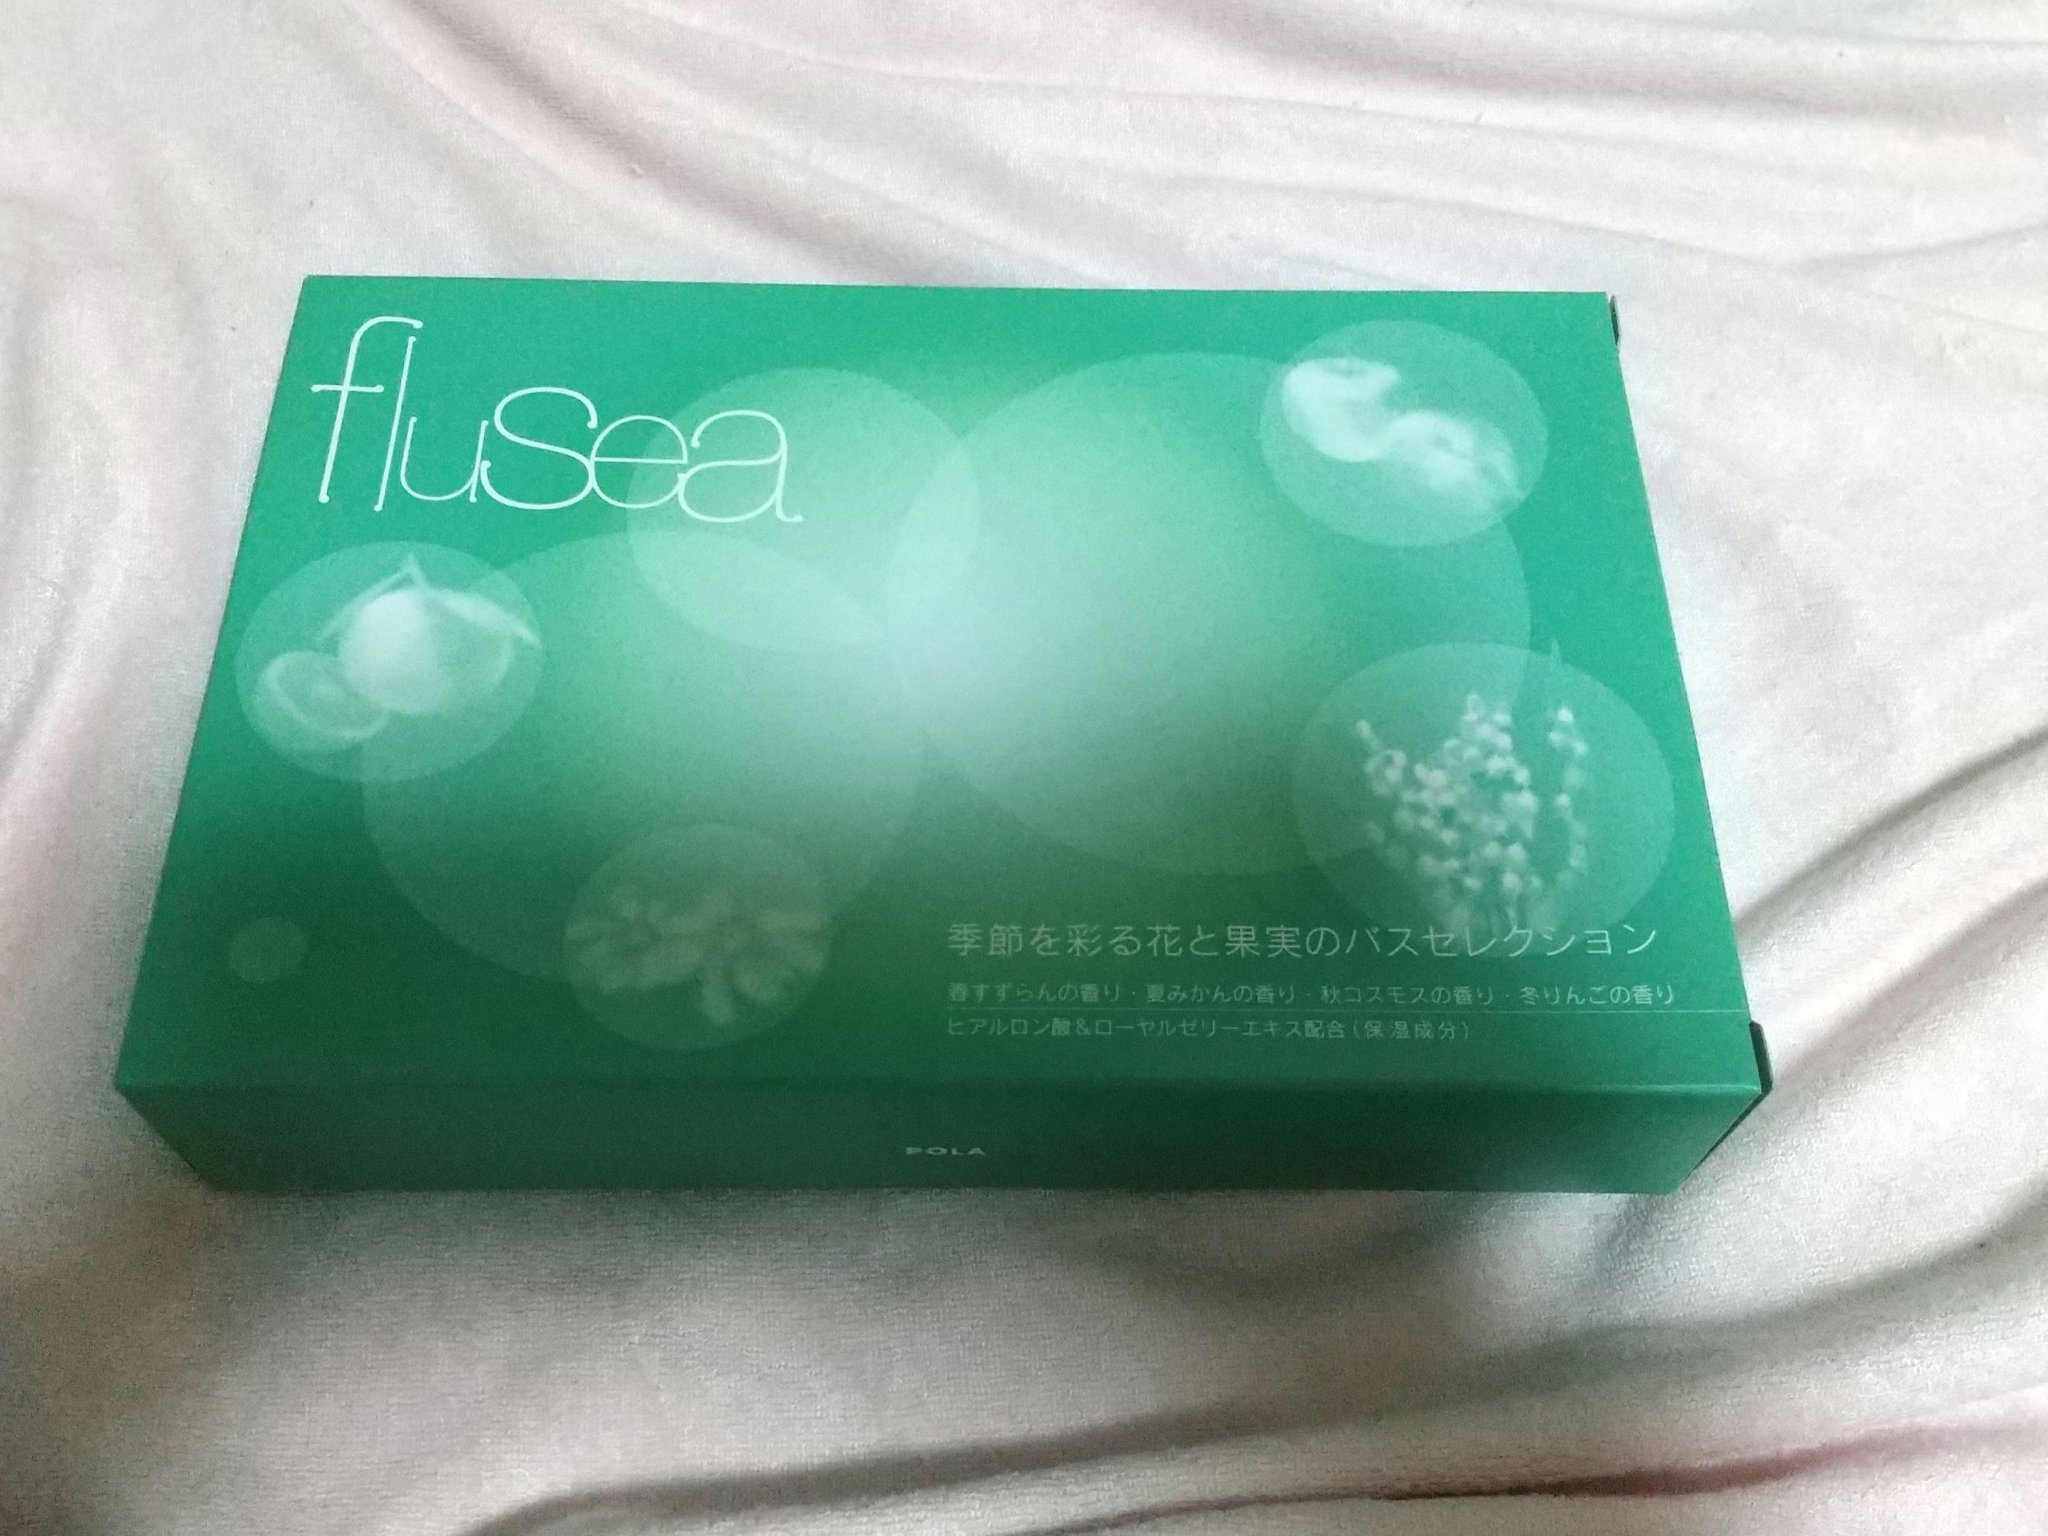 flusea
季節を彩る花と果実のバスセレクション
春すずらんの香り・夏みかんの香り・秋コスモスの香り・冬りんごの香り
ヒアルロン酸&ローヤルゼリーエキス配合(保湿成分)
POLA